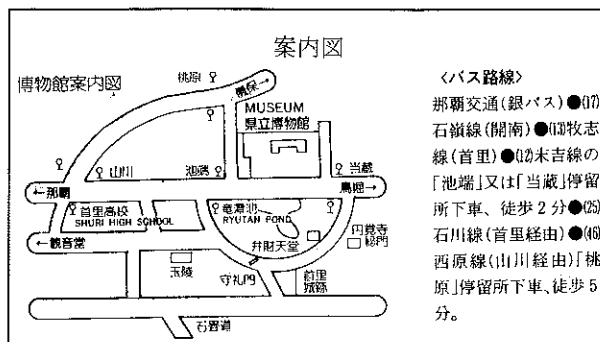 案内図
博物館案内図
桃原
儀保→
MUSEUM
県立博物館
山川
池端
当蔵
←那覇
鳥堀→
首里高校
SHURI HIGH SCHOOL
竜潭池
RYUTAN POND
円覚寺
総門
←観音堂
弁財天堂
玉陵
守礼門
首里
城跡
石畳道
〈バス路線〉
那覇交通(銀バス)●(17)
石嶺線(開南)●(13)牧志
線(首里)●(12)末吉線の
「池端」又は「当蔵」停留
所下車、徒歩2分●(25)
石川線(首里経由)●(46)
西原線(山川経由)「桃
原」停留所下車、徒歩5
分。